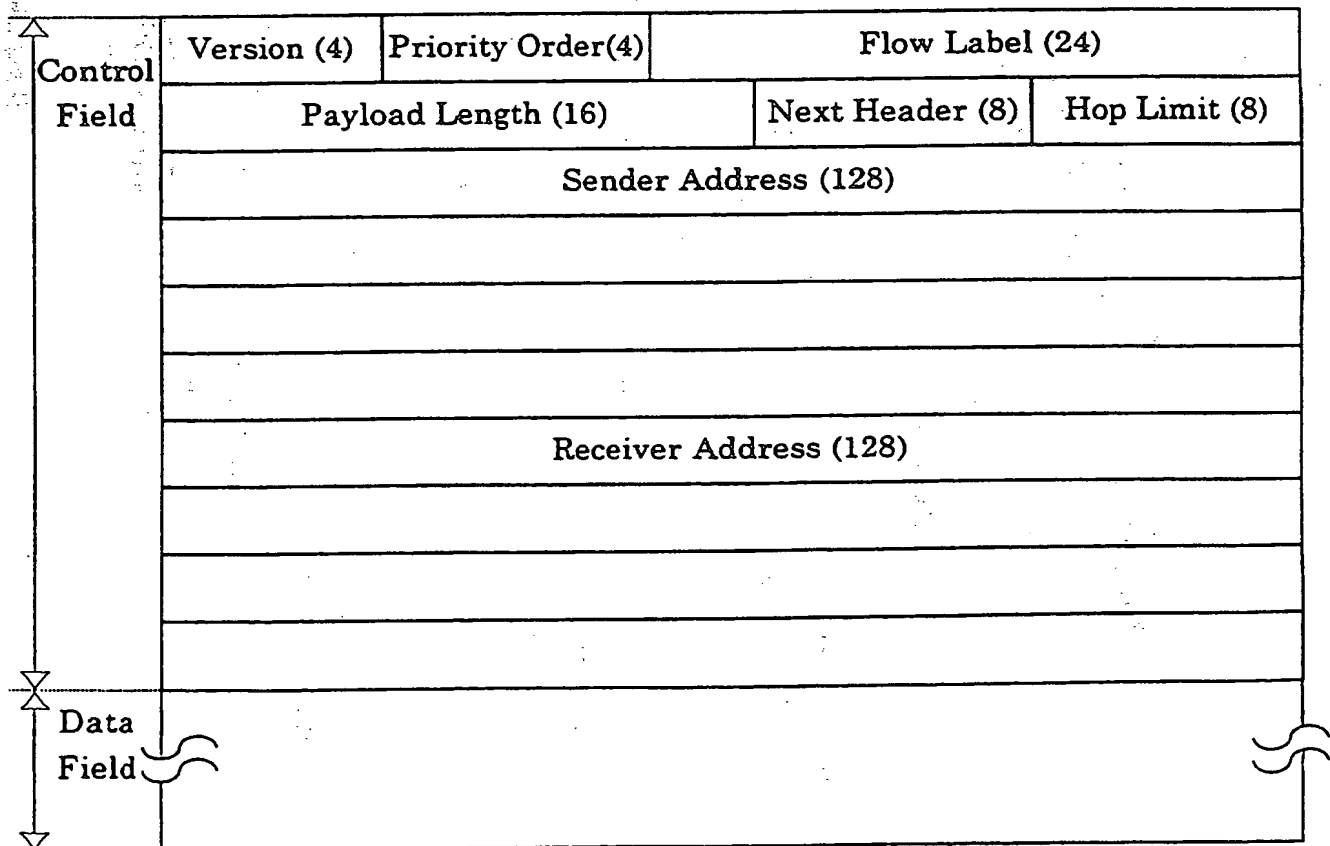 Control Field
Version (4) Priority Order(4) Flow Label (24)
Payload Length (16) Next Header (8) Hop Limit (8)
Sender Address (128)
Receiver Address (128)
Data Field